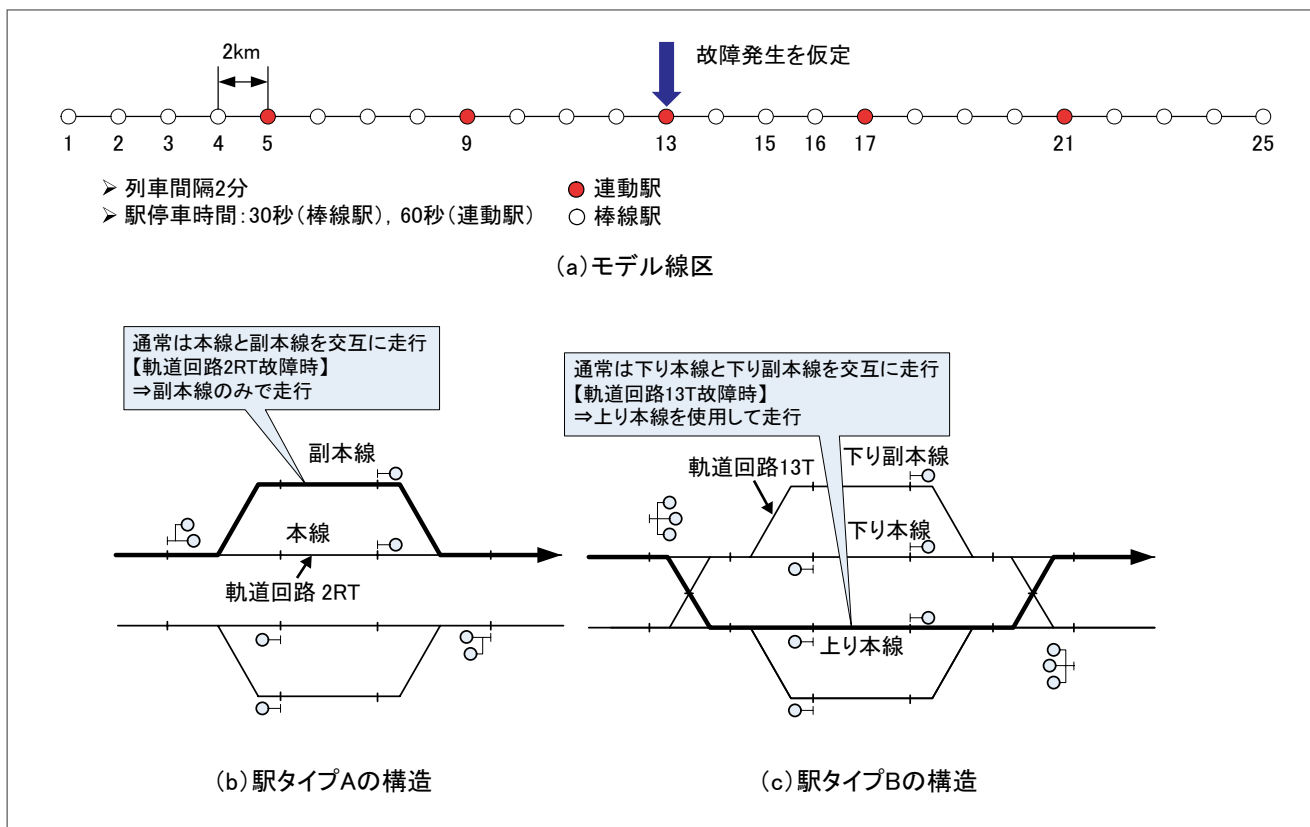 2km
故障発生を仮定
1 2 3 4 5 9 13 15 16 17 21 25
➢ 列車間隔2分
➢ 駅停車時間：30秒（棒線駅），60秒（連動駅）
連動駅
棒線駅
(a)モデル線区
通常は本線と副本線を交互に走行
【軌道回路2RT故障時】
⇒副本線のみで走行
通常は下り本線と下り副本線を交互に走行
【軌道回路13T故障時】
⇒上り本線を使用して走行
副本線
本線
軌道回路 2RT
軌道回路13T
下り副本線
下り本線
上り本線
(b)駅タイプAの構造
(c)駅タイプBの構造